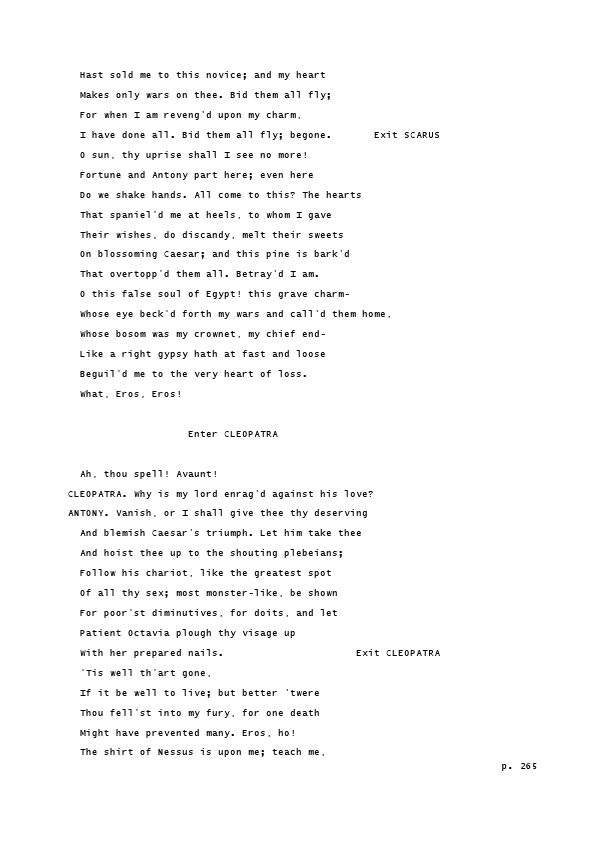 Hast sold me to this novice; and my heart
Makes only wars on thee. Bid them all fly;
For when I am reveng'd upon my charm,
I have done all. Bid them all fly; begone. Exit SCARUS
O sun, thy uprise shall I see no more!
Fortune and Antony part here; even here
Do we shake hands. All come to this? The hearts
That spaniel'd me at heels, to whom I gave
Their wishes, do discandy, melt their sweets
On blossoming Caesar; and this pine is bark'd
That overtopp'd them all. Betray'd I am.
O this false soul of Egypt! this grave charm-
Whose eye beck'd forth my wars and call'd them home,
Whose bosom was my crownet, my chief end-
Like a right gypsy hath at fast and loose
Beguil'd me to the very heart of loss.
What, Eros, Eros!
Enter CLEOPATRA
Ah, thou spell! Avaunt!
CLEOPATRA. Why is my lord enrag'd against his love?
ANTONY. Vanish, or I shall give thee thy deserving
And blemish Caesar's triumph. Let him take thee
And hoist thee up to the shouting plebeians;
Follow his chariot, like the greatest spot
Of all thy sex; most monster-like, be shown
For poor'st diminutives, for doits, and let
Patient Octavia plough thy visage up
With her prepared nails. Exit CLEOPATRA
'Tis well th'art gone,
If it be well to live; but better 'twere
Thou fell'st into my fury, for one death
Might have prevented many. Eros, ho!
The shirt of Nessus is upon me; teach me,
p. 265